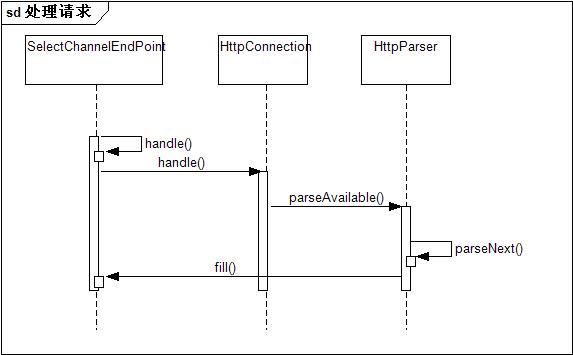 sd 处理请求
SelectChannelEndPoint
HttpConnection
HttpParser
handle()
handle()
parseAvailable()
parseNext()
fill()